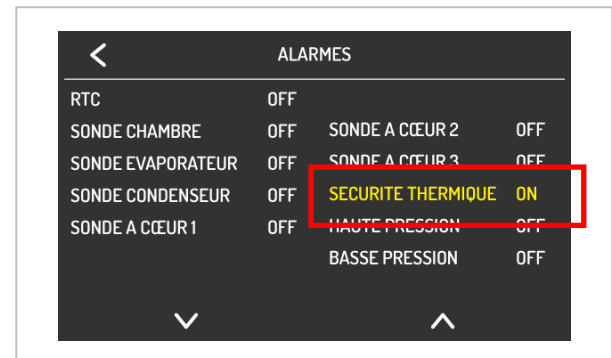 ALARMES
RTC OFF
SONDE CHAMBRE OFF
SONDE EVAPORATEUR OFF
SONDE CONDENSEUR OFF
SONDE A CŒUR 1 OFF
SONDE A CŒUR 2 OFF
SONDE A CŒUR 3 OFF
SECURITE THERMIQUE ON
HAUTE PRESSION OFF
BASSE PRESSION OFF